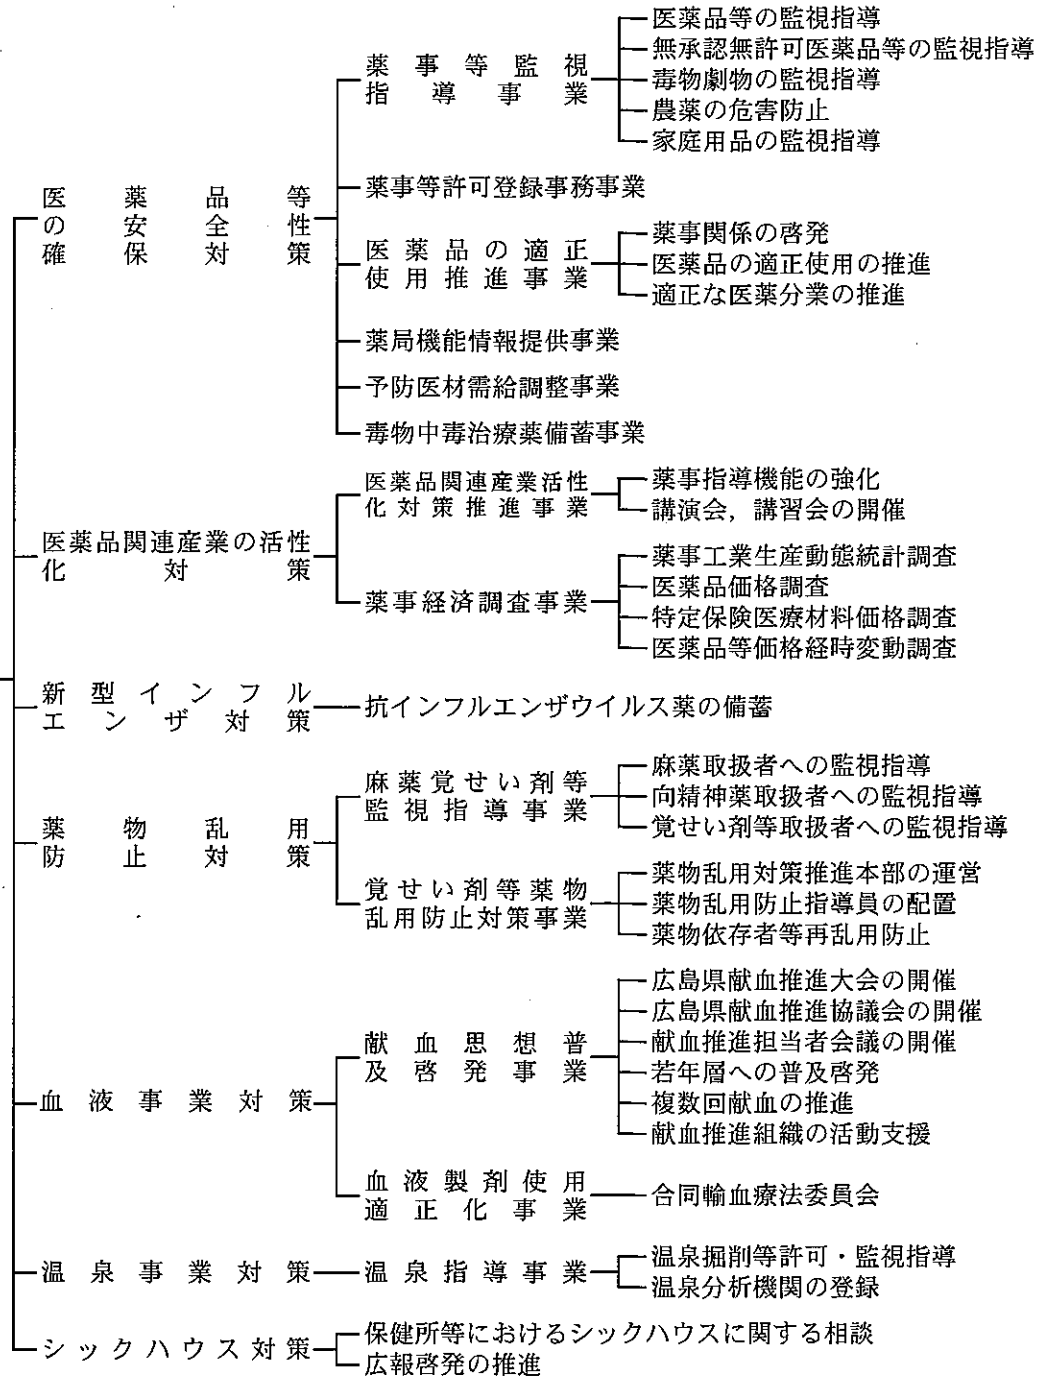 医薬品等の監視指導
無承認無許可医薬品等の監視指導
薬事等監視
指導事業
毒物劇物の監視指導
農薬の危害防止
家庭用品の監視指導
医薬品等
の安全性
確保対策
薬事等許可登録事務事業
医薬品の適正
使用推進事業
薬事関係の啓発
医薬品の適正使用の推進
適正な医薬分業の推進
薬局機能情報提供事業
予防医材需給調整事業
毒物中毒治療薬備蓄事業
医薬品関連産業の活性
化対策
医薬品関連産業活性
化対策推進事業
薬事指導機能の強化
講演会，講習会の開催
薬事経済調査事業
薬事工業生産動態統計調査
医薬品価格調査
特定保険医療材料価格調査
医薬品等価格経時変動調査
新型インフル
エンザ対策
抗インフルエンザウイルス薬の備蓄
薬物乱用
防止対策
麻薬覚せい剤等
監視指導事業
麻薬取扱者への監視指導
向精神薬取扱者への監視指導
覚せい剤等取扱者への監視指導
覚せい剤等薬物
乱用防止対策事業
薬物乱用対策推進本部の運営
薬物乱用防止指導員の配置
薬物依存者等再乱用防止
血液事業対策
献血思想普
及啓発事業
広島県献血推進大会の開催
広島県献血推進協議会の開催
献血推進担当者会議の開催
若年層への普及啓発
複数回献血の推進
献血推進組織の活動支援
血液製剤使用
適正化事業
合同輸血療法委員会
温泉事業対策
温泉指導事業
温泉掘削等許可・監視指導
温泉分析機関の登録
シックハウス対策
保健所等におけるシックハウスに関する相談
広報啓発の推進